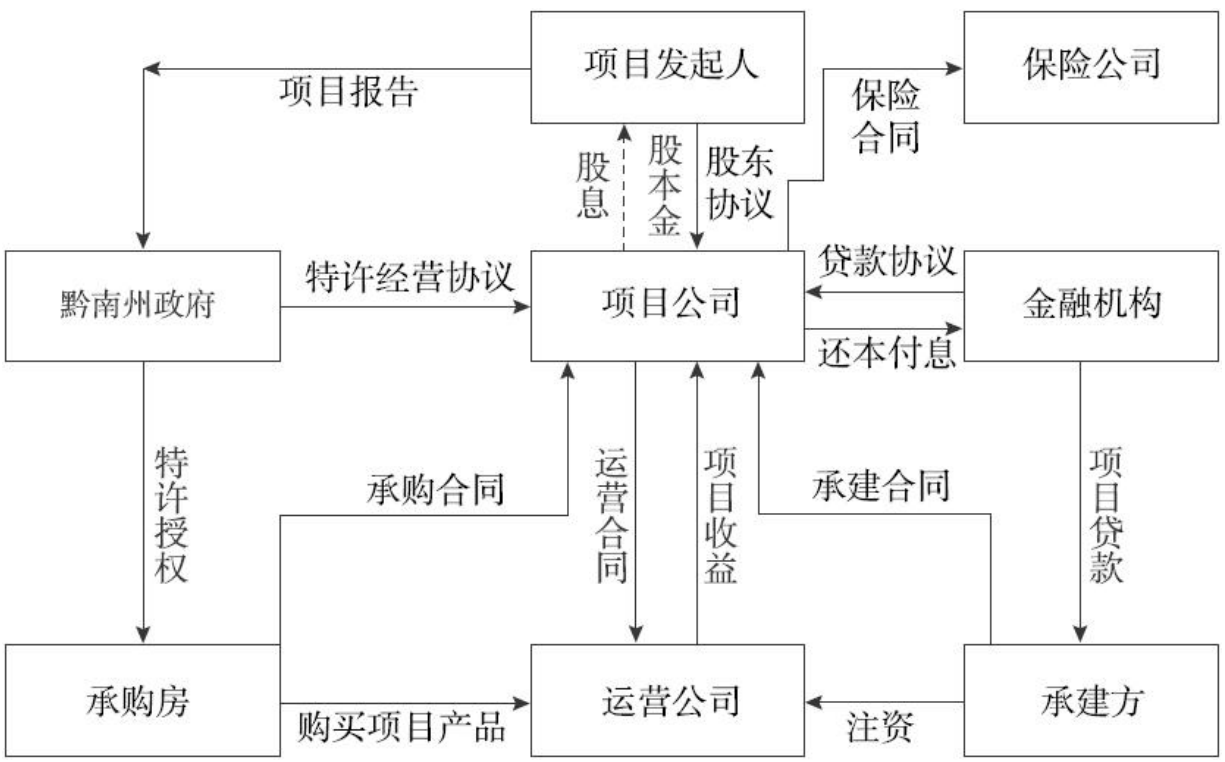 项目发起人
保险公司
项目报告
保险
合同
股息
股本金
股东
协议
黔南州政府
特许经营协议
项目公司
贷款协议
还本付息
金融机构
特许授权
承购合同
运营合同
项目收益
承建合同
项目贷款
承购房
购买项目产品
运营公司
注资
承建方